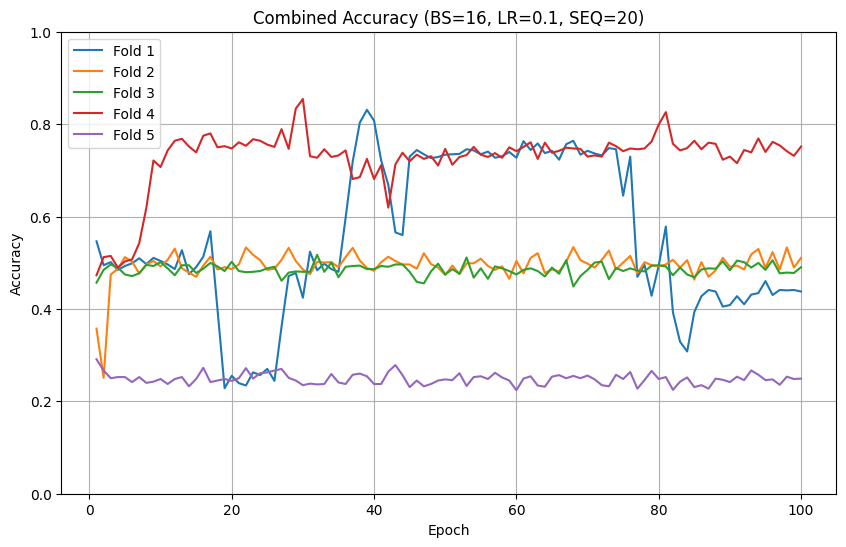 Combined Accuracy (BS=16, LR=0.1, SEQ=20)
Fold 1
Fold 2
Fold 3
Fold 4
Fold 5
1.0
0.8
0.6
0.4
0.2
0.0
Accuracy
0 20 40 60 80 100
Epoch